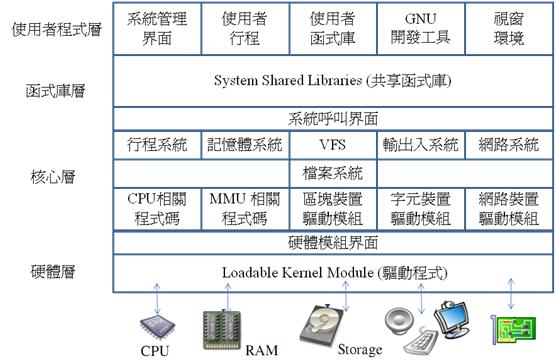 使用者程式層
系統管理 使用者 使用者 GNU 視窗
界面 行程 函式庫 開發工具 環境
函式庫層
System Shared Libraries (共享函式庫)
系統呼叫界面
核心層
行程系統 記憶體系統 VFS 輸出入系統 網路系統
檔案系統
CPU相關 MMU 相關 區塊裝置 字元裝置 網路裝置
程式碼 程式碼 驅動模組 驅動模組 驅動模組
硬體模組界面
硬體層
Loadable Kernel Module (驅動程式)
CPU RAM Storage